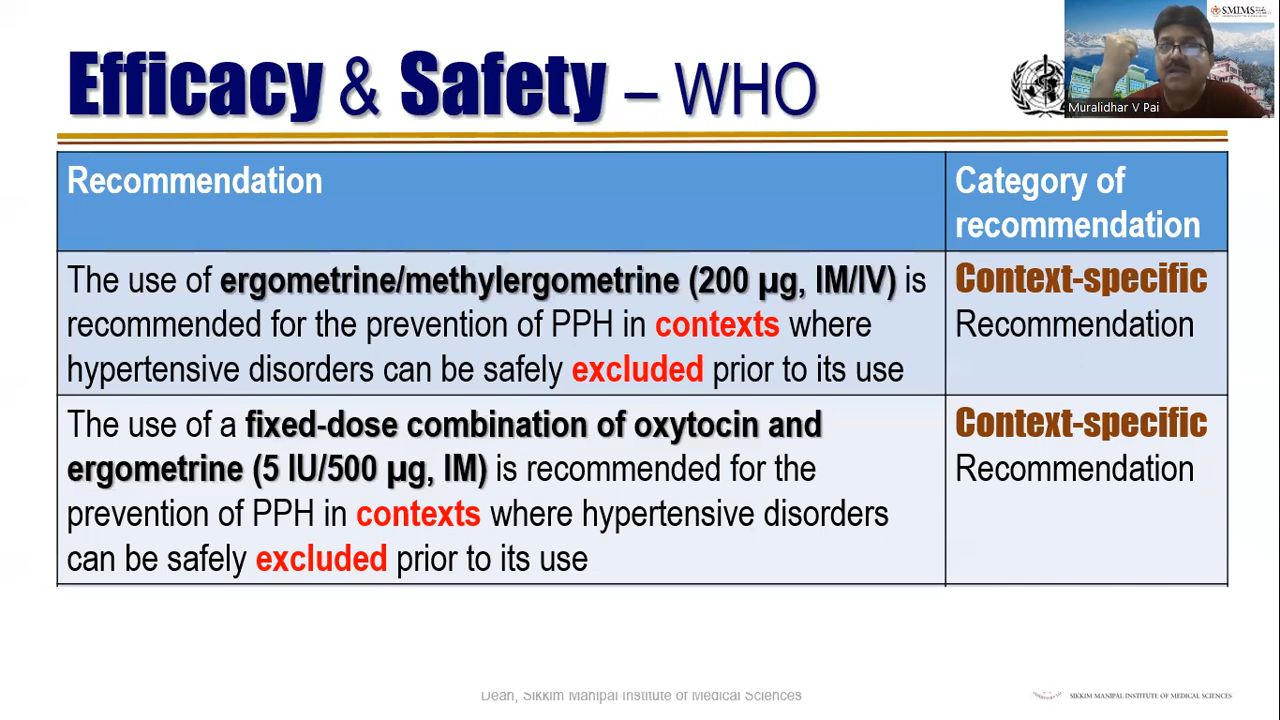 Efficacy & Safety – WHO
SMIMS
Muralidhar V Pai
Recommendation
Category of
recommendation
The use of ergometrine/methylergometrine (200 µg, IM/IV) is
recommended for the prevention of PPH in contexts where
hypertensive disorders can be safely excluded prior to its use
Context-specific
Recommendation
The use of a fixed-dose combination of oxytocin and
ergometrine (5 IU/500 µg, IM) is recommended for the
prevention of PPH in contexts where hypertensive disorders
can be safely excluded prior to its use
Context-specific
Recommendation
Dean, Sikkim Manipal Institute of Medical Sciences
SIKKIM MANIPAL INSTITUTE OF MEDICAL SCIENCES